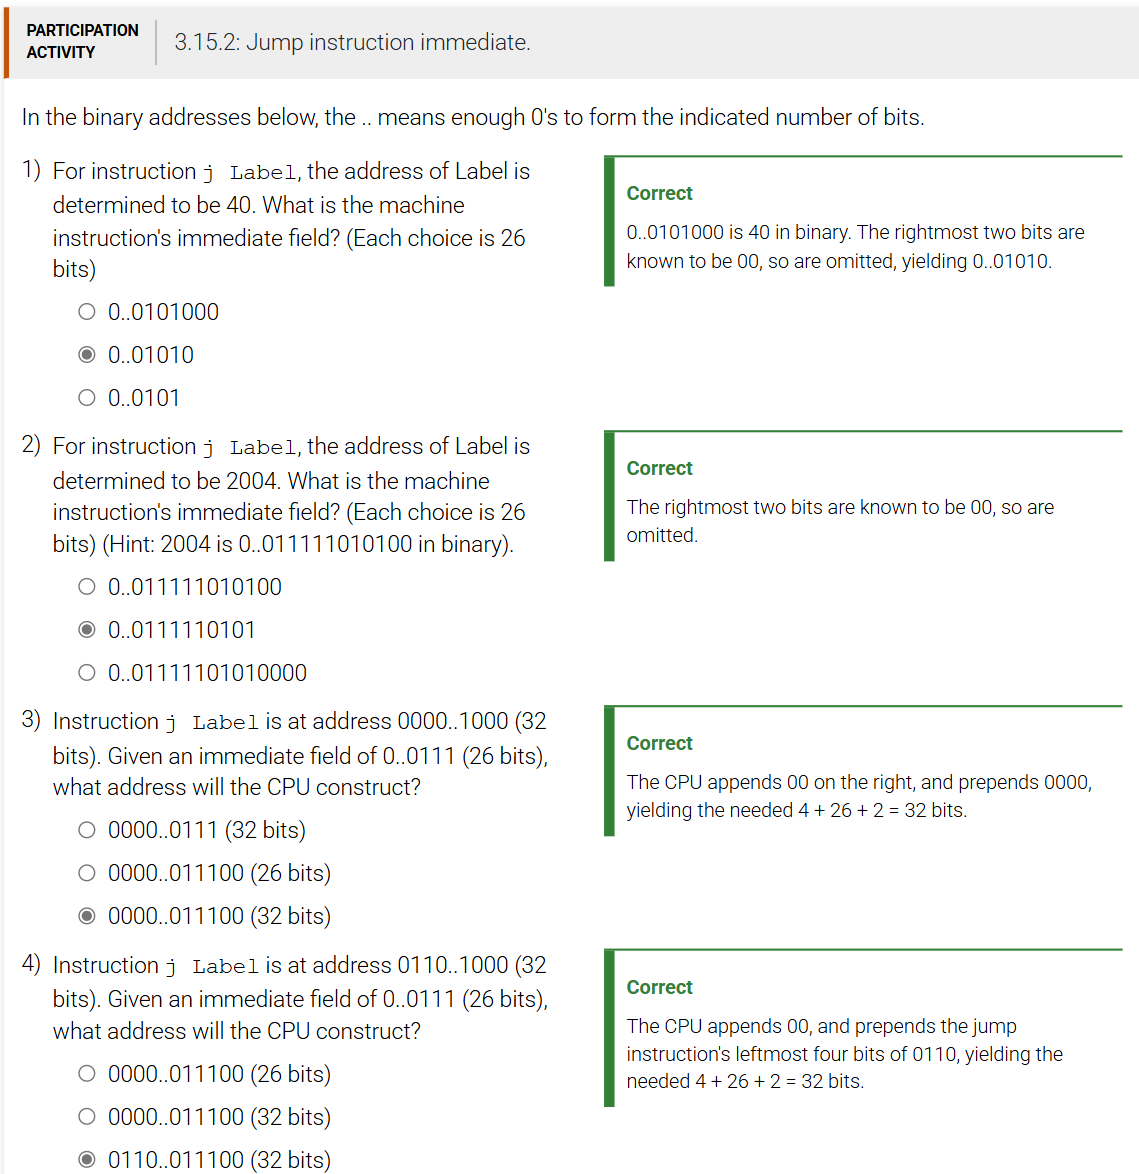 PARTICIPATION
ACTIVITY
3.15.2: Jump instruction immediate.
In the binary addresses below, the .. means enough 0's to form the indicated number of bits.
1) For instruction j Label, the address of Label is
determined to be 40. What is the machine
instruction's immediate field? (Each choice is 26
bits)
0..0101000
0..01010
0..0101
Correct
0..0101000 is 40 in binary. The rightmost two bits are
known to be 00, so are omitted, yielding 0..01010.
2) For instruction j Label, the address of Label is
determined to be 2004. What is the machine
instruction's immediate field? (Each choice is 26
bits) (Hint: 2004 is 0..011111010100 in binary).
0..011111010100
0..0111110101
0..01111101010000
Correct
The rightmost two bits are known to be 00, so are
omitted.
3) Instruction j Label is at address 0000..1000 (32
bits). Given an immediate field of 0..0111 (26 bits),
what address will the CPU construct?
0000..0111 (32 bits)
0000..011100 (26 bits)
0000..011100 (32 bits)
Correct
The CPU appends 00 on the right, and prepends 0000,
yielding the needed 4 + 26 + 2 = 32 bits.
4) Instruction j Label is at address 0110..1000 (32
bits). Given an immediate field of 0..0111 (26 bits),
what address will the CPU construct?
0000..011100 (26 bits)
0000..011100 (32 bits)
0110..011100 (32 bits)
Correct
The CPU appends 00, and prepends the jump
instruction's leftmost four bits of 0110, yielding the
needed 4 + 26 + 2 = 32 bits.